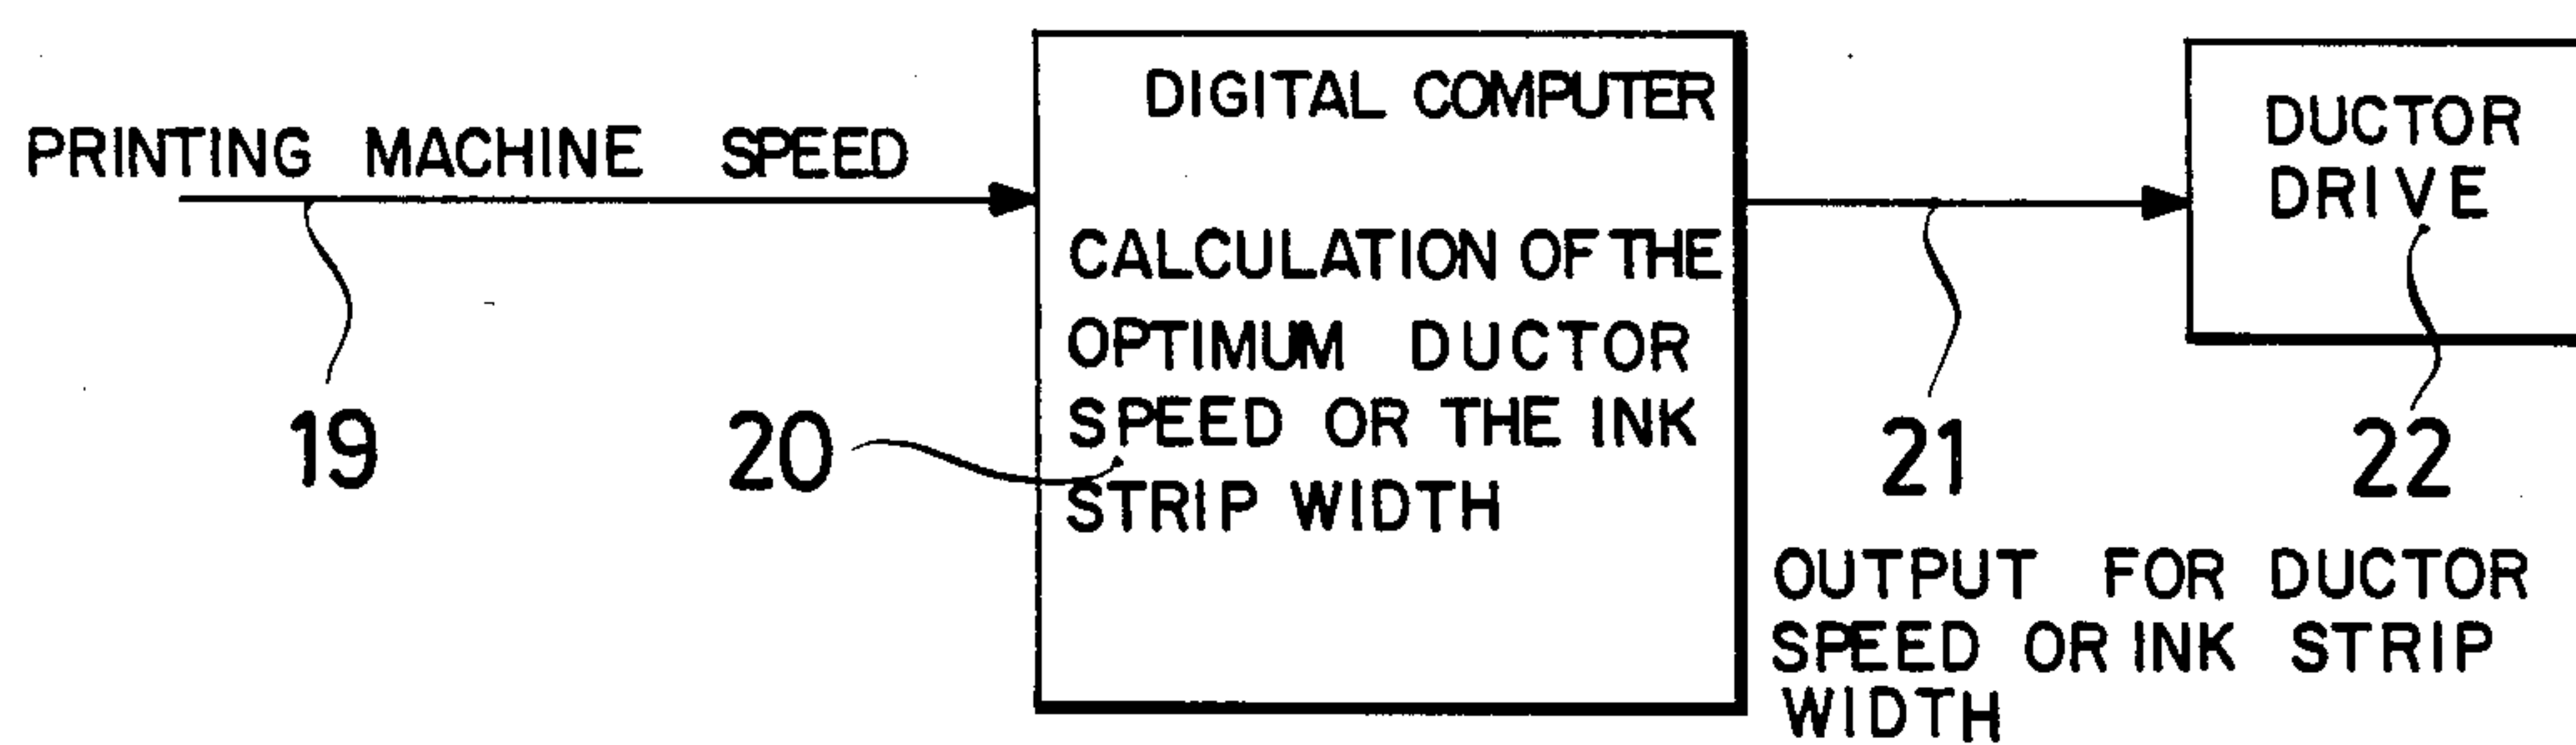 PRINTING MACHINE SPEED
19
20
DIGITAL COMPUTER
CALCULATION OF THE
OPTIMUM DUCTOR
SPEED OR THE INK
STRIP WIDTH
21
OUTPUT FOR DUCTOR
SPEED OR INK STRIP
WIDTH
DUCTOR
DRIVE
22